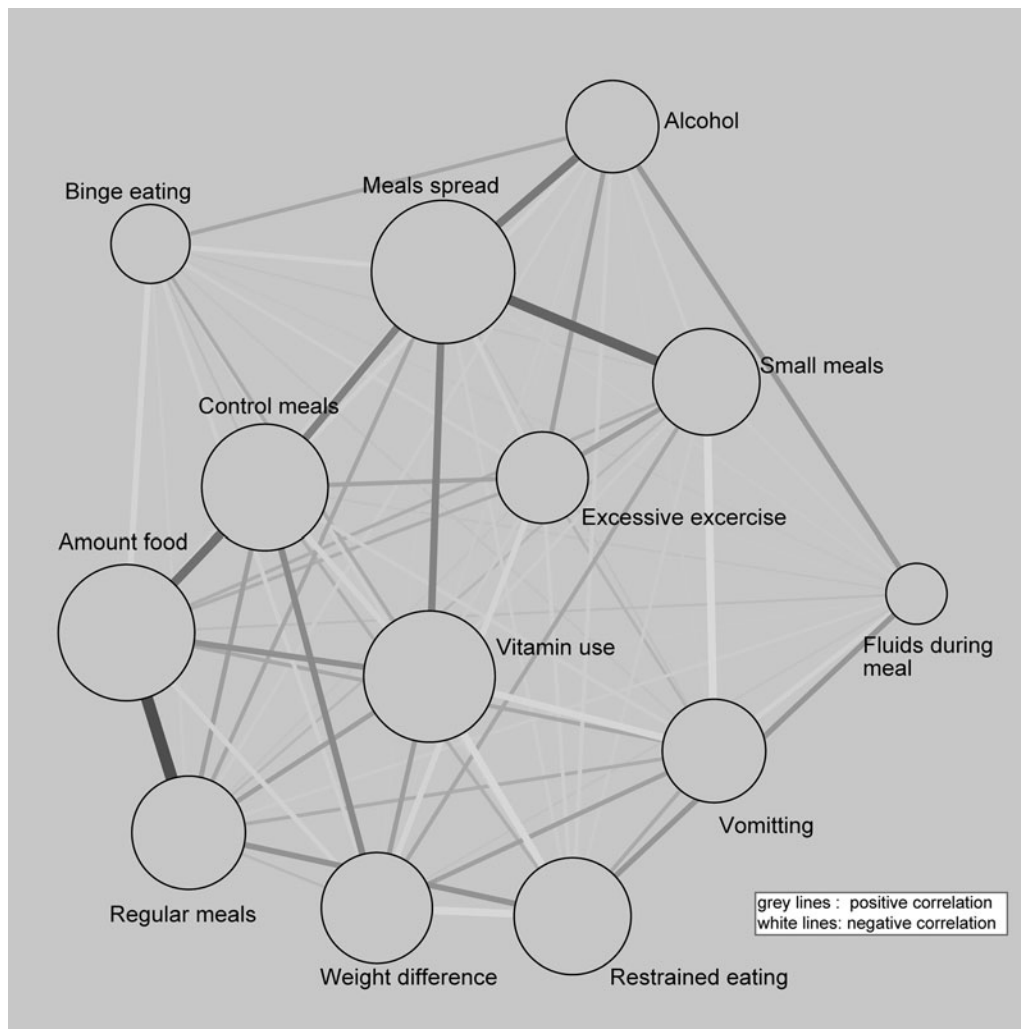 Alcohol
Meals spread
Binge eating
Small meals
Control meals
Excessive excercise
Amount food
Vitamin use
Fluids during
meal
Vomitting
Regular meals
Weight difference
Restrained eating
grey lines : positive correlation
white lines: negative correlation